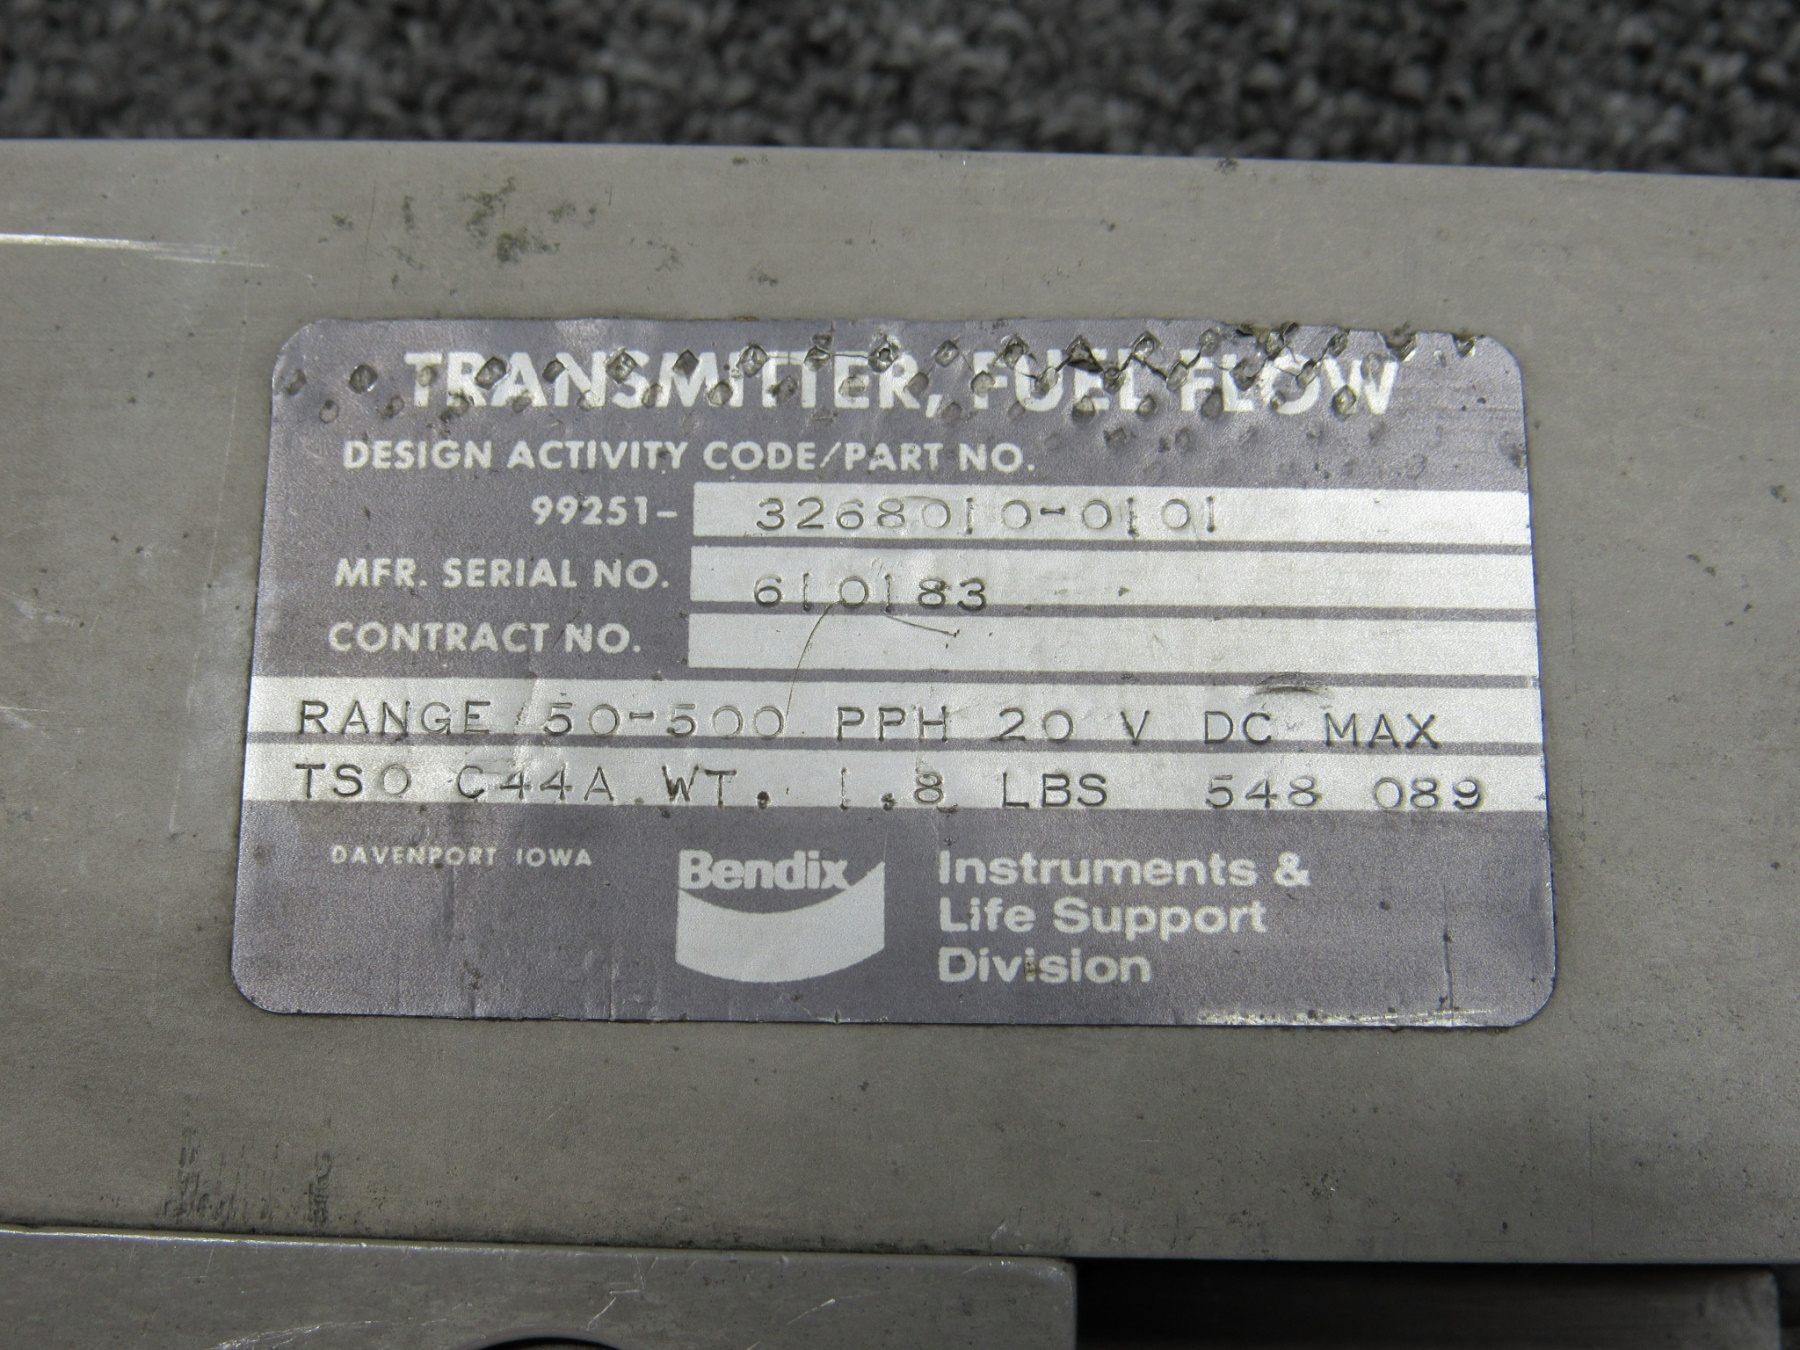 TRANSMITTER, FUEL FLOW
DESIGN ACTIVITY CODE/PART NO.
99251- 3268010-0101
MFR. SERIAL NO. 610183
CONTRACT NO.
RANGE 50-500 PPH 20 V DC MAX
TSO C44A WT. 1.8 LBS 548 089
DAVENPORT IOWA
Bendix
Instruments &
Life Support
Division